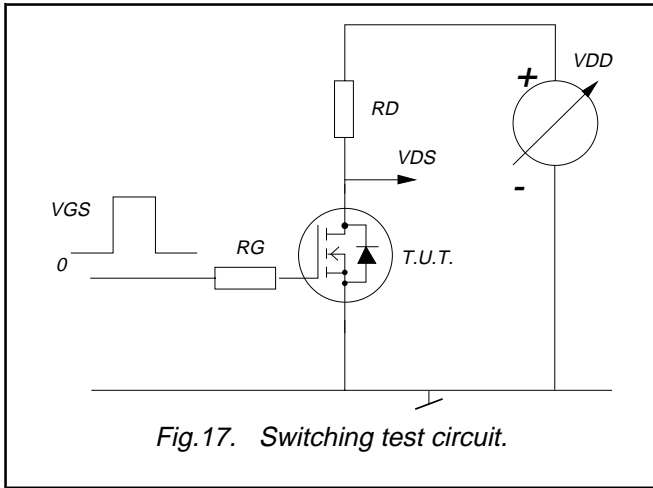 +
VDD
RD
VDS
-
VGS
RG
T.U.T.
0
Fig.17. Switching test circuit.